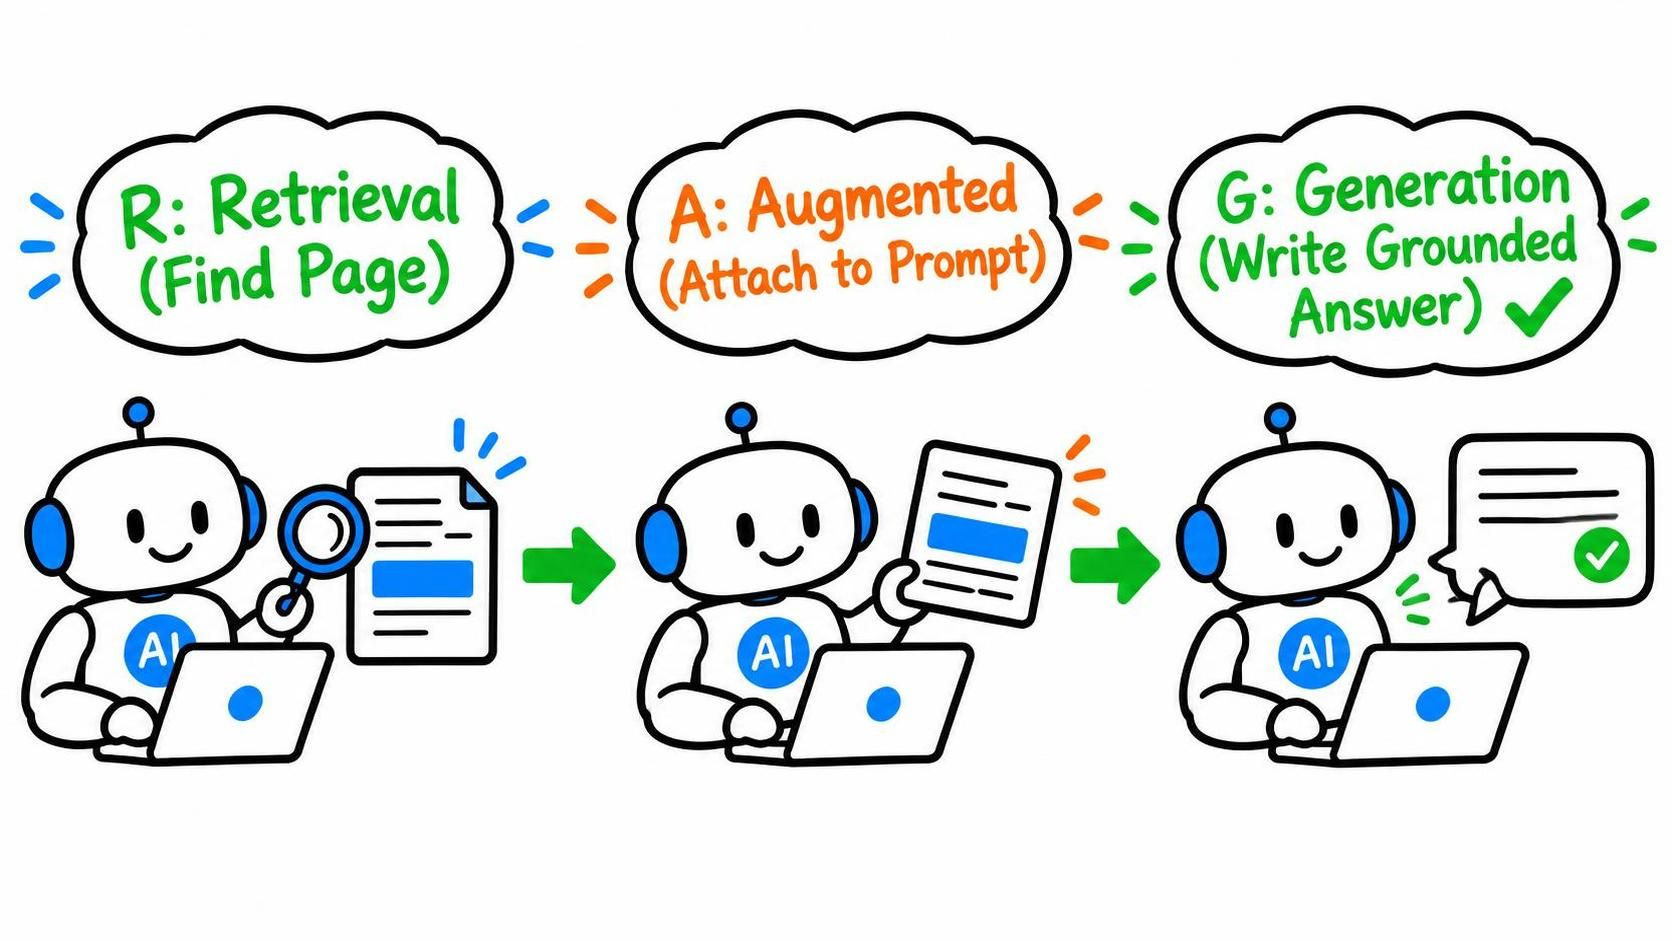 R: Retrieval
(Find Page)
A: Augmented
(Attach to Prompt)
G: Generation
(Write Grounded
Answer)
AI
AI
AI